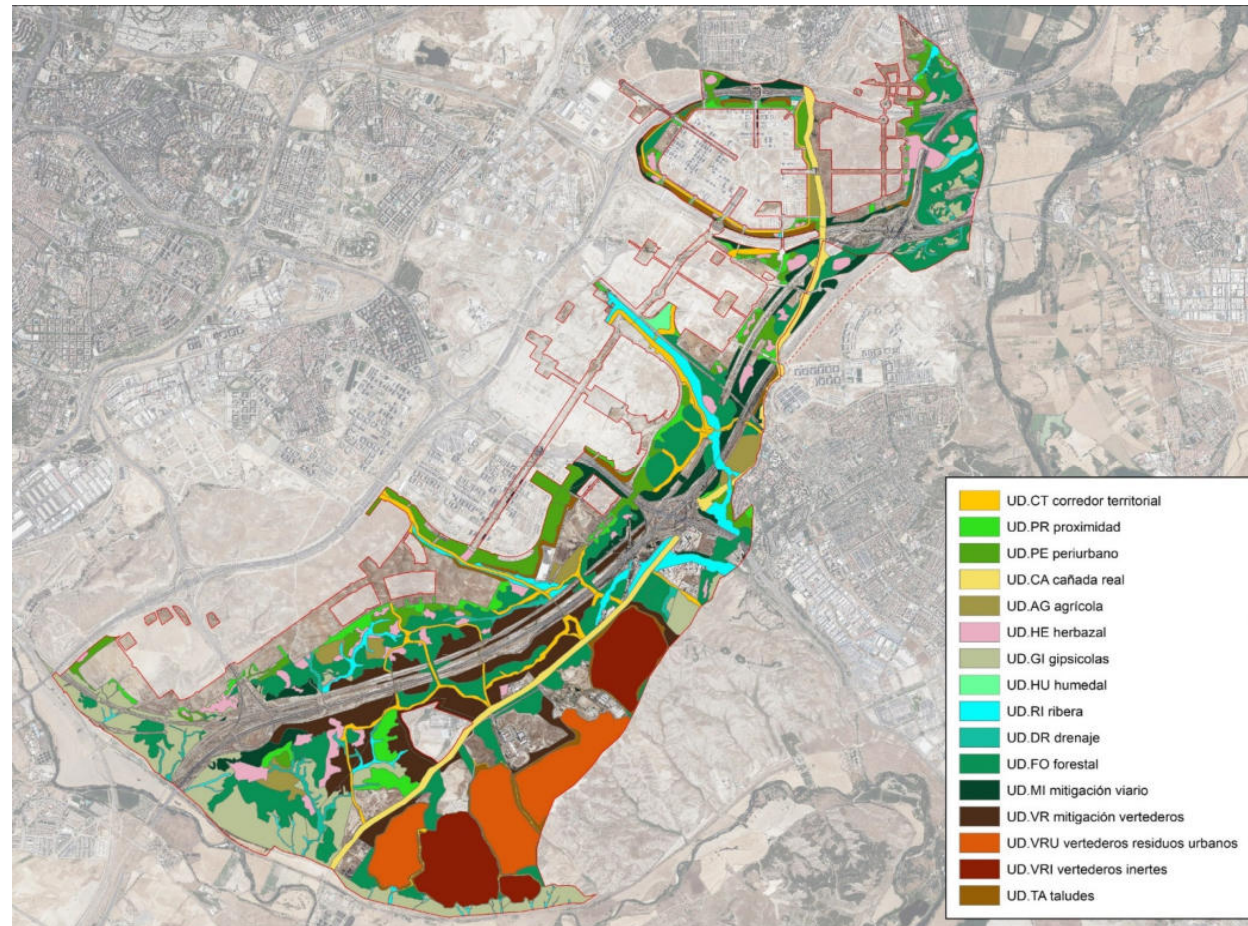 UD.CT corredor territorial
UD.PR proximidad
UD.PE periurbano
UD.CA cañada real
UD.AG agrícola
UD.HE herbazal
UD.GI gipsicolas
UD.HU humedal
UD.RI ribera
UD.DR drenaje
UD.FO forestal
UD.MI mitigación viario
UD.VR mitigación vertederos
UD.VRU vertederos residuos urbanos
UD.VRI vertederos inertes
UD.TA taludes